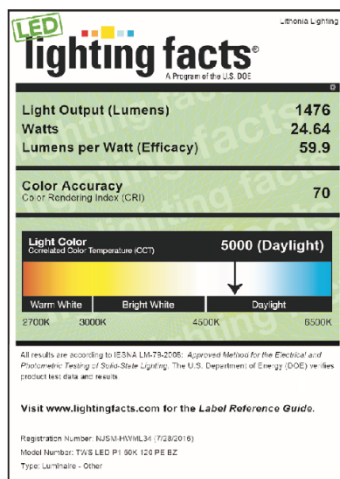 Lithonia Lighting
LED
lighting facts®
A Program of the U.S. DOE
Light Output (Lumens) 1476
Watts 24.64
Lumens per Watt (Efficacy) 59.9
Color Accuracy 70
Color Rendering Index (CRI)
Light Color 5000 (Daylight)
Correlated Color Temperature (CCT)
Warm White Bright White Daylight
2700K 3000K 4500K 6500K
All results are according to IESNA LM-79-2008: Approved Method for the Electrical and
Photometric Testing of Solid-State Lighting. The U.S. Department of Energy (DOE) verifies
product test data and results.
Visit www.lightingfacts.com for the Label Reference Guide.
Registration Number: NJSM-HWML34 (7/28/2016)
Model Number: TWS LED P1 50K 120 PE BZ
Type: Luminaire - Other